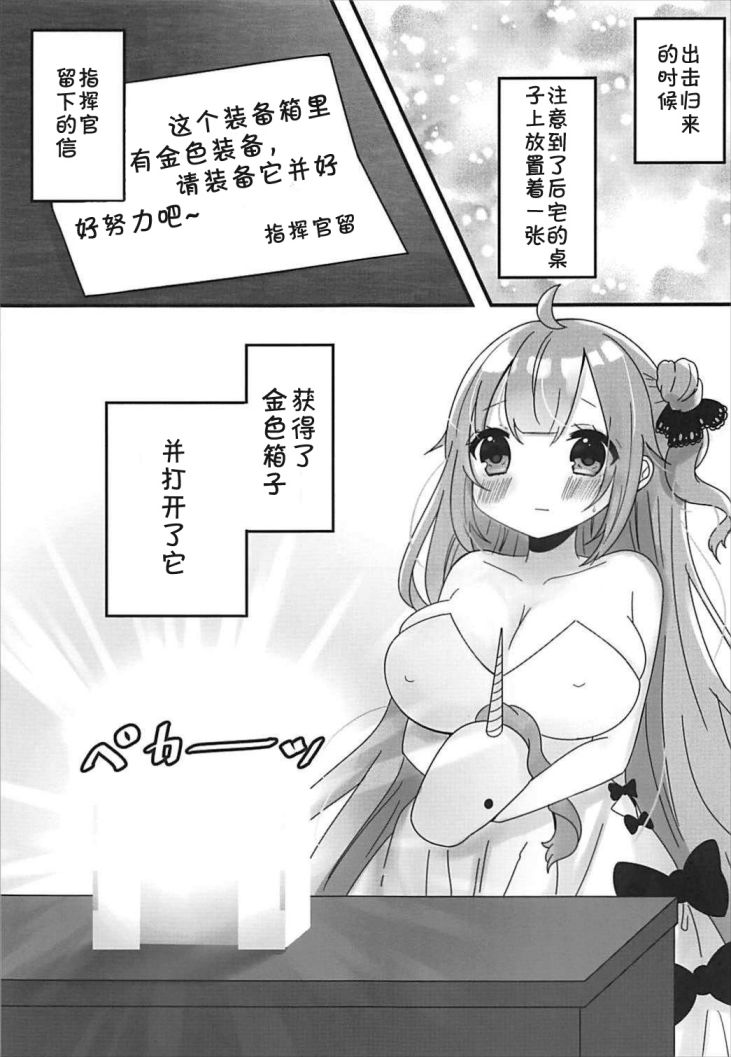 出击归来
的时候
注意到了后宅的桌
子上放置着一张
指挥官
留下的信
这个装备箱里
有金色装备，
请装备它并好
好努力吧~
指挥官留
获得了
金色箱子
并打开了它
ペカーーッ